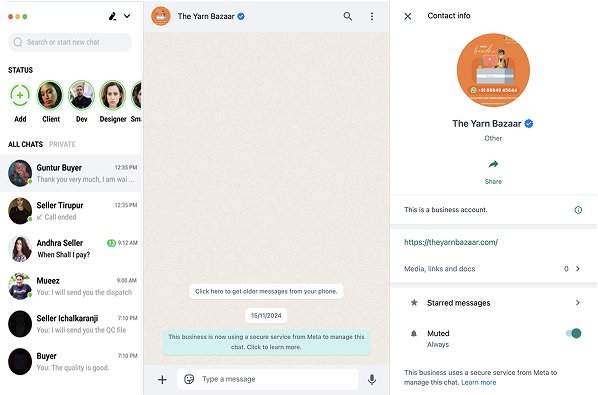 Search or start new chat
STATUS
Add
Client
Dev
Designer
ALL CHATS PRIVATE
Guntur Buyer 12:35 PM
Thank you very much, I am wai ...
Seller Tirupur 12:35 PM
Call ended
Andhra Seller 13 9:12 AM
When Shall I pay?
Mueez 9:00 AM
You: I will send you the dispatch
Seller Ichalkaranji 7:10 PM
You: I will send you the QC file
Buyer 7:10 PM
You: The quality is good.
The Yarn Bazaar
Click here to get older messages from your phone.
15/11/2024
This business is now using a secure service from Meta to manage this
chat. Click to learn more.
Type a message
Contact info
The Yarn Bazaar
Other
Share
This is a business account.
https://theyarnbazaar.com/
Media, links and docs 0
Starred messages
Muted
Always
This business uses a secure service from Meta to
manage this chat. Learn more